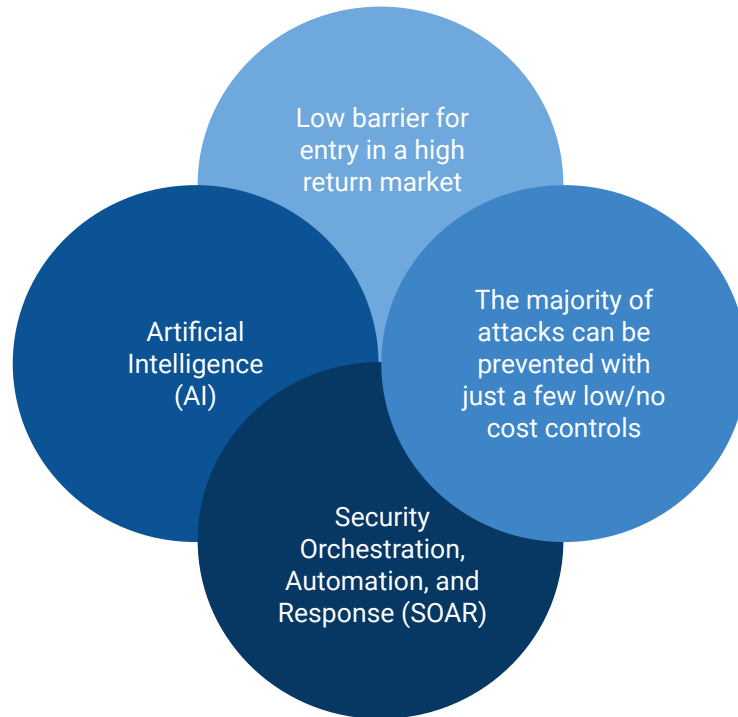 Low barrier for
entry in a high
return market
Artificial
Intelligence
(AI)
The majority of
attacks can be
prevented with
just a few low/no
cost controls
Security
Orchestration,
Automation, and
Response (SOAR)